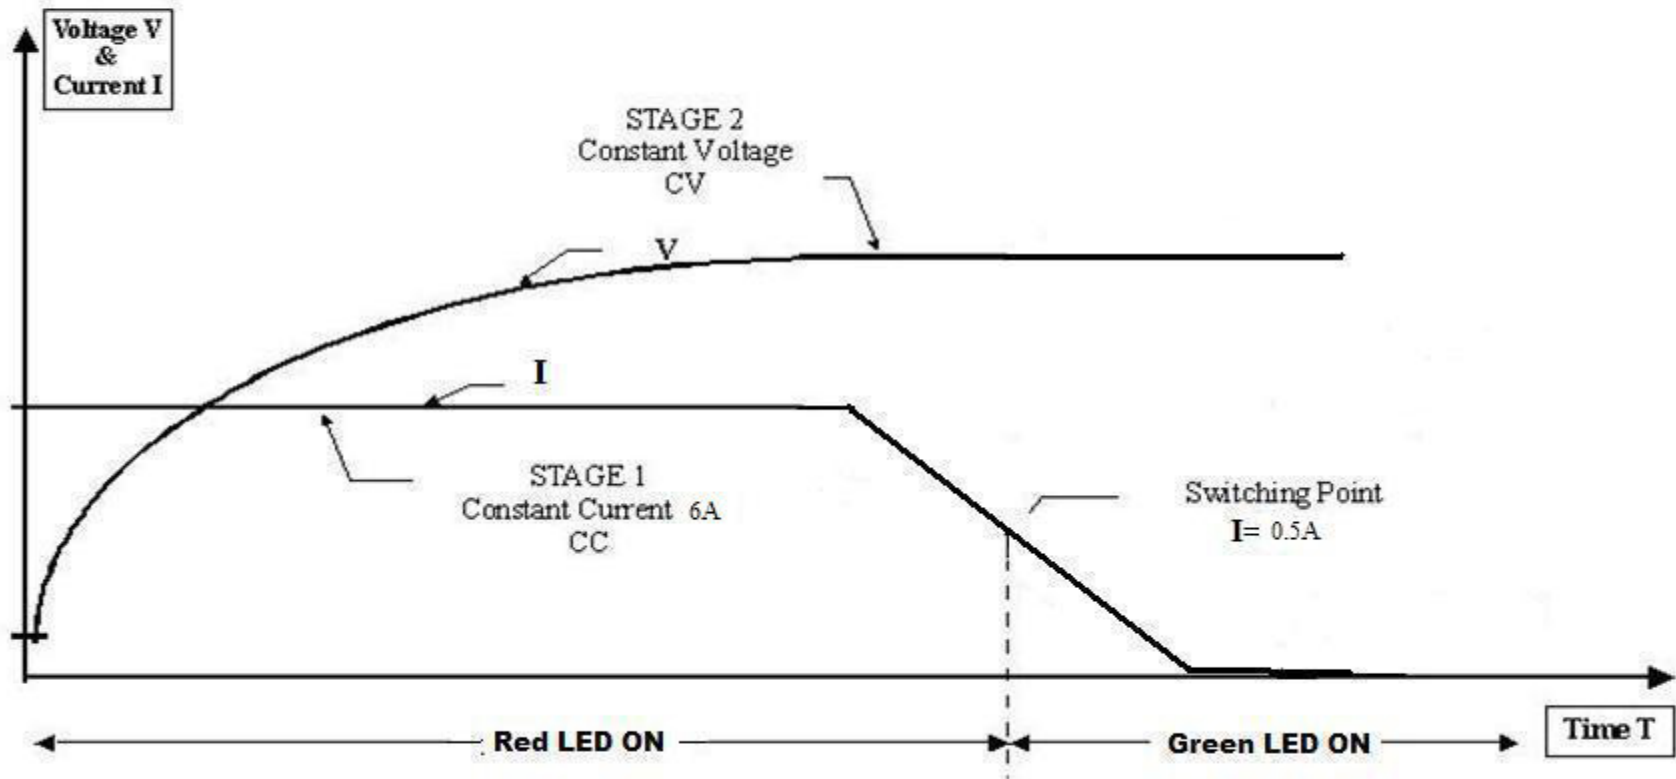 Voltage V
&
Current I
STAGE 2
Constant Voltage
CV
V
I
STAGE 1
Constant Current 6A
CC
Switching Point
I= 0.5A
Red LED ON
Green LED ON
Time T